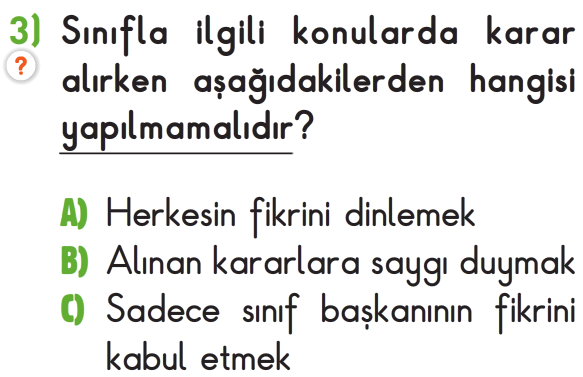 3) Sınıfla ilgili konularda karar
? alırken aşağıdakilerden hangisi
yapılmamalıdır?
A) Herkesin fikrini dinlemek
B) Alınan kararlara saygı duymak
C) Sadece sınıf başkanının fikrini
kabul etmek